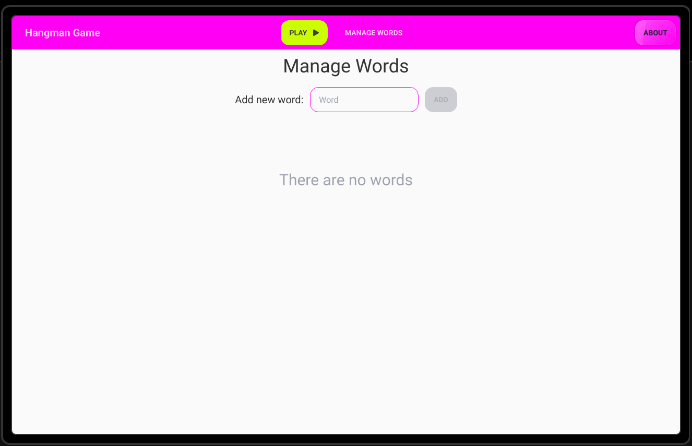 Hangman Game
PLAY
MANAGE WORDS
ABOUT
Manage Words
Add new word:
Word
ADD
There are no words